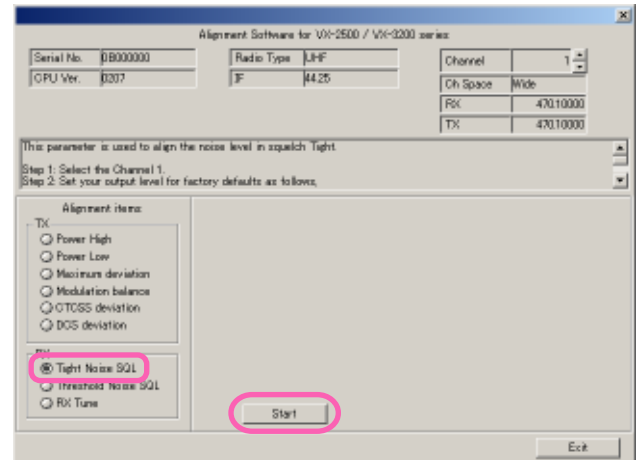 Alignment Software for VX-2500 / VX-3200 series
Serial No. 0B000000
Radio Type UHF
Channel 1
CPU Ver. 0207
IF 44.25
Ch Space Wide
RX 470.10000
TX 470.10000
This parameter is used to align the noise level in squelch Tight.
Step 1: Select the Channel 1.
Step 2: Set your output level for factory defaults as follows,
Alignment items:
TX
Power High
Power Low
Maximum deviation
Modulation balance
CTCSS deviation
DCS deviation
RX
Tight Noise SQL
Threshold Noise SQL
RX Tune
Start
Exit